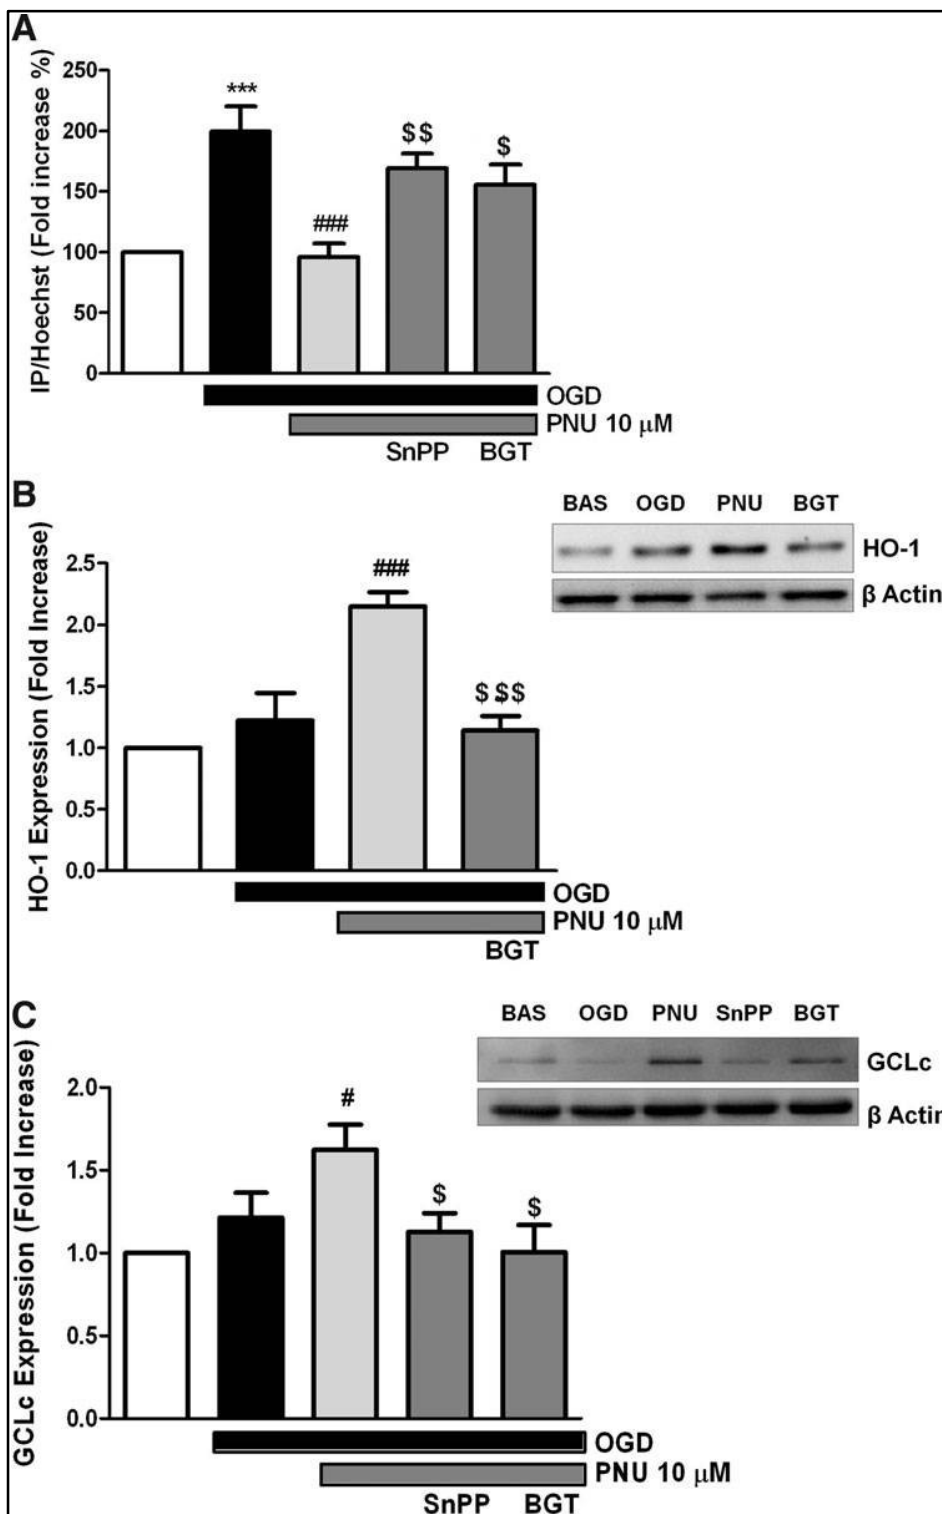 A
IP/Hoechst (Fold increase %)
250
200
150
100
50
0
***
###
$$
$
OGD
PNU 10 μM
SnPP BGT
B
HO-1 Expression (Fold Increase)
2.5
2.0
1.5
1.0
0.5
0.0
###
$$$
BAS OGD PNU BGT
HO-1
β Actin
OGD
PNU 10 μM
BGT
C
GCLc Expression (Fold Increase)
2.0
1.5
1.0
0.5
0.0
#
$
$
BAS OGD PNU SnPP BGT
GCLc
β Actin
OGD
PNU 10 μM
SnPP BGT